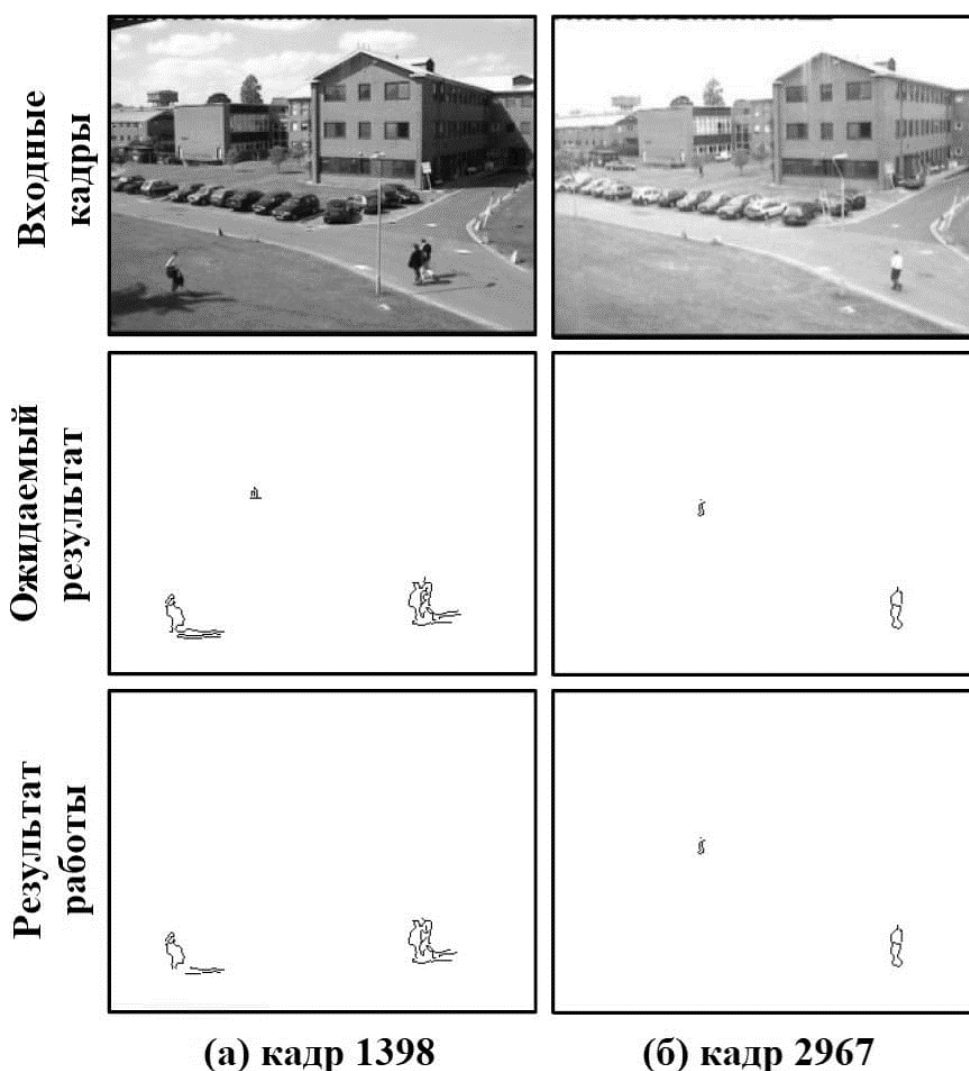 Входные
кадры
Ожидаемый
результат
Результат
работы
(а) кадр 1398
(б) кадр 2967